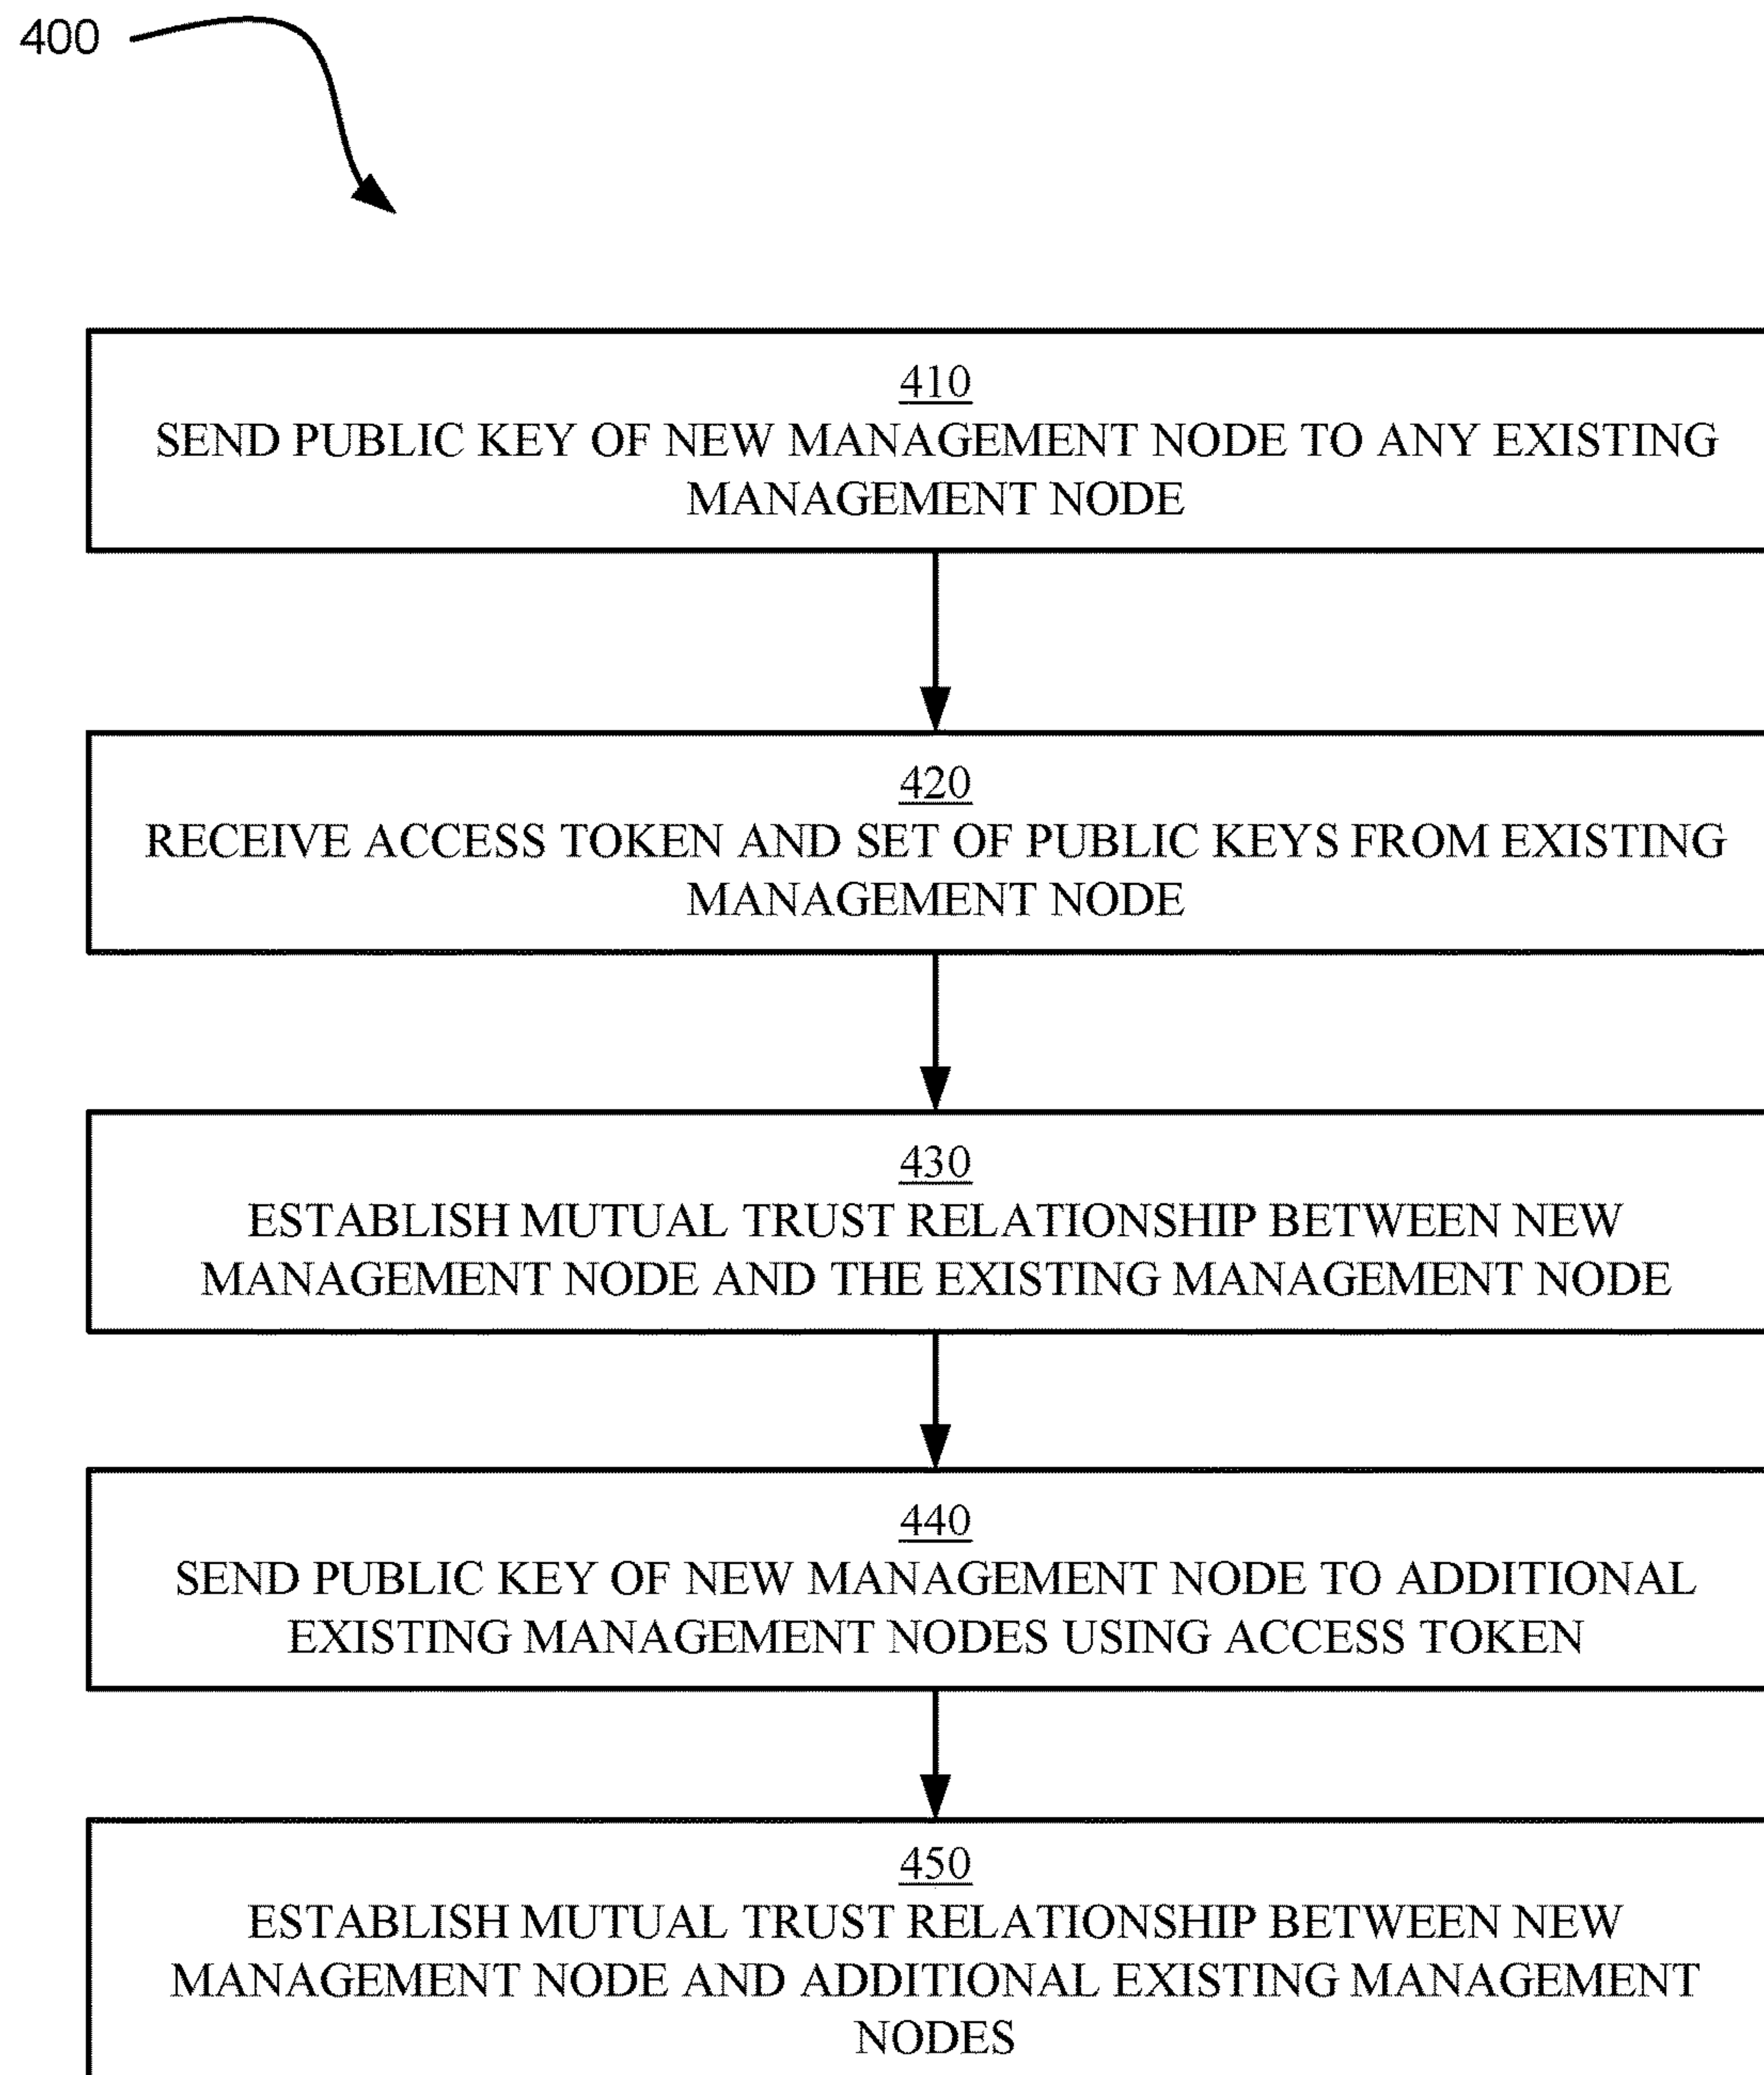 400
410
SEND PUBLIC KEY OF NEW MANAGEMENT NODE TO ANY EXISTING
MANAGEMENT NODE
420
RECEIVE ACCESS TOKEN AND SET OF PUBLIC KEYS FROM EXISTING
MANAGEMENT NODE
430
ESTABLISH MUTUAL TRUST RELATIONSHIP BETWEEN NEW
MANAGEMENT NODE AND THE EXISTING MANAGEMENT NODE
440
SEND PUBLIC KEY OF NEW MANAGEMENT NODE TO ADDITIONAL
EXISTING MANAGEMENT NODES USING ACCESS TOKEN
450
ESTABLISH MUTUAL TRUST RELATIONSHIP BETWEEN NEW
MANAGEMENT NODE AND ADDITIONAL EXISTING MANAGEMENT
NODES